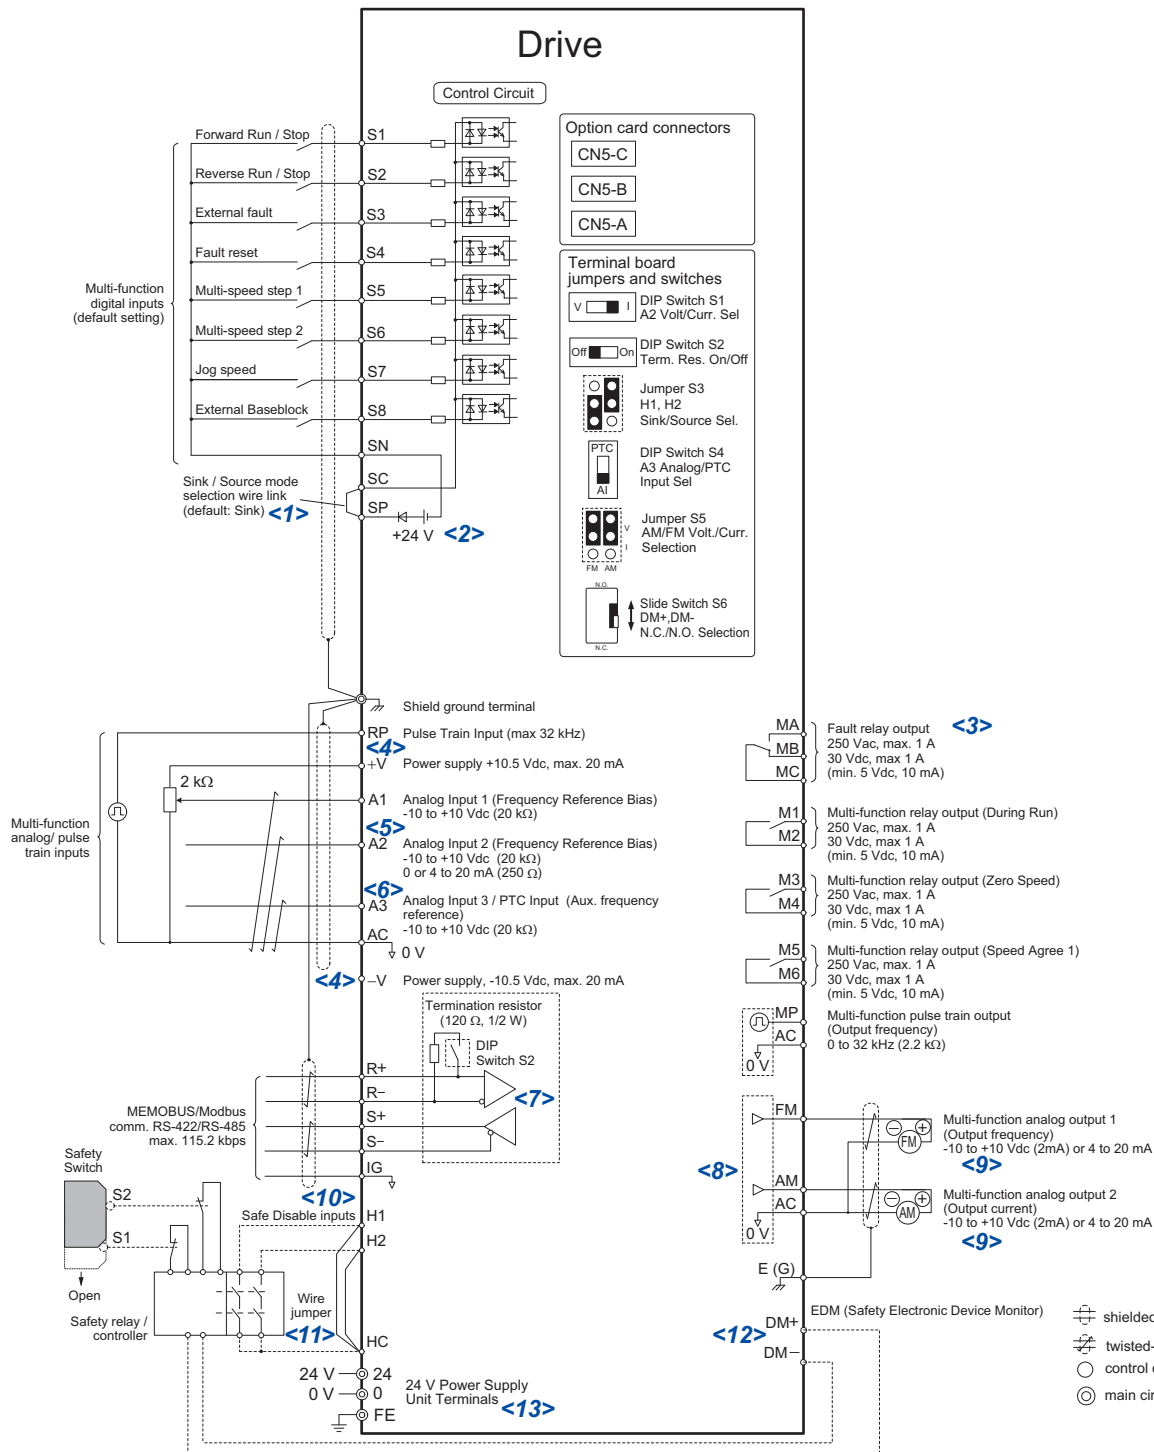 Drive
Control Circuit
Forward Run / Stop
S1
Reverse Run / Stop
S2
External fault
S3
Fault reset
S4
Multi-speed step 1
S5
Multi-speed step 2
S6
Jog speed
S7
External Baseblock
S8
Multi-function
digital inputs
(default setting)
SN
SC
SP
Sink / Source mode
selection wire link
(default: Sink) <1>
+24 V <2>
Option card connectors
CN5-C
CN5-B
CN5-A
Terminal board
jumpers and switches
V I
DIP Switch S1
A2 Volt/Curr. Sel
Off On
DIP Switch S2
Term. Res. On/Off
Jumper S3
H1, H2
Sink/Source Sel.
PTC
AI
DIP Switch S4
A3 Analog/PTC
Input Sel
V
I
FM AM
Jumper S5
AM/FM Volt./Curr.
Selection
N.O.
N.C.
Slide Switch S6
DM+,DM-
N.C./N.O. Selection
Shield ground terminal
RP Pulse Train Input (max 32 kHz)
<4>
+V Power supply +10.5 Vdc, max. 20 mA
2 kΩ
A1 Analog Input 1 (Frequency Reference Bias)
-10 to +10 Vdc (20 kΩ)
<5>
Multi-function
analog/ pulse
train inputs
A2 Analog Input 2 (Frequency Reference Bias)
-10 to +10 Vdc (20 kΩ)
0 or 4 to 20 mA (250 Ω)
<6>
A3 Analog Input 3 / PTC Input (Aux. frequency
reference)
-10 to +10 Vdc (20 kΩ)
AC
0 V
<4> −V Power supply, -10.5 Vdc, max. 20 mA
Termination resistor
(120 Ω, 1/2 W)
DIP
Switch S2
<7>
R+
R−
S+
S−
IG
MEMOBUS/Modbus
comm. RS-422/RS-485
max. 115.2 kbps
<10>
Safety
Switch
S2
S1
Open
Safety relay /
controller
Safe Disable inputs
H1
H2
Wire
jumper
<11>
HC
24 V 24
0 V 0
FE
24 V Power Supply
Unit Terminals <13>
MA
MB
MC
Fault relay output <3>
250 Vac, max. 1 A
30 Vdc, max 1 A
(min. 5 Vdc, 10 mA)
M1
M2
Multi-function relay output (During Run)
250 Vac, max. 1 A
30 Vdc, max 1 A
(min. 5 Vdc, 10 mA)
M3
M4
Multi-function relay output (Zero Speed)
250 Vac, max. 1 A
30 Vdc, max 1 A
(min. 5 Vdc, 10 mA)
M5
M6
Multi-function relay output (Speed Agree 1)
250 Vac, max. 1 A
30 Vdc, max 1 A
(min. 5 Vdc, 10 mA)
MP
AC
0 V
Multi-function pulse train output
(Output frequency)
0 to 32 kHz (2.2 kΩ)
FM
FM
− +
Multi-function analog output 1
(Output frequency)
-10 to +10 Vdc (2mA) or 4 to 20 mA
<9>
<8>
AM
AC
0 V
AM
− +
Multi-function analog output 2
(Output current)
-10 to +10 Vdc (2mA) or 4 to 20 mA
<9>
E (G)
EDM (Safety Electronic Device Monitor)
<12> DM+
DM−
shielded
twisted-
control
main